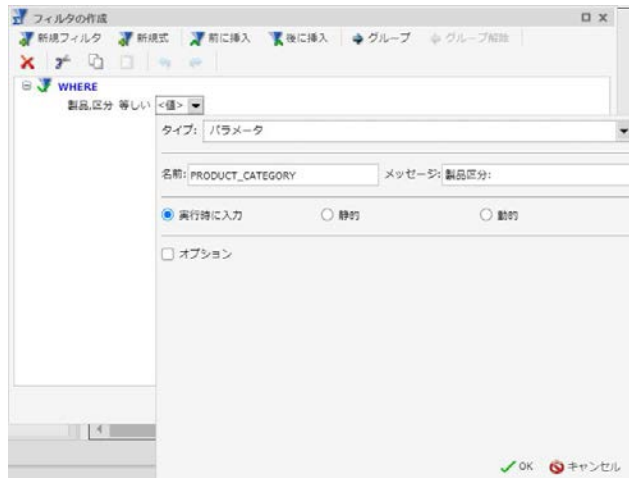 フィルタの作成
新規フィルタ 新規式 前に挿入 後に挿入 グループ グループ解除
WHERE
製品.区分 等しい <値>
タイプ: パラメータ
名前: PRODUCT_CATEGORY メッセージ: 製品区分:
実行時に入力 静的 動的
オプション
OK キャンセル